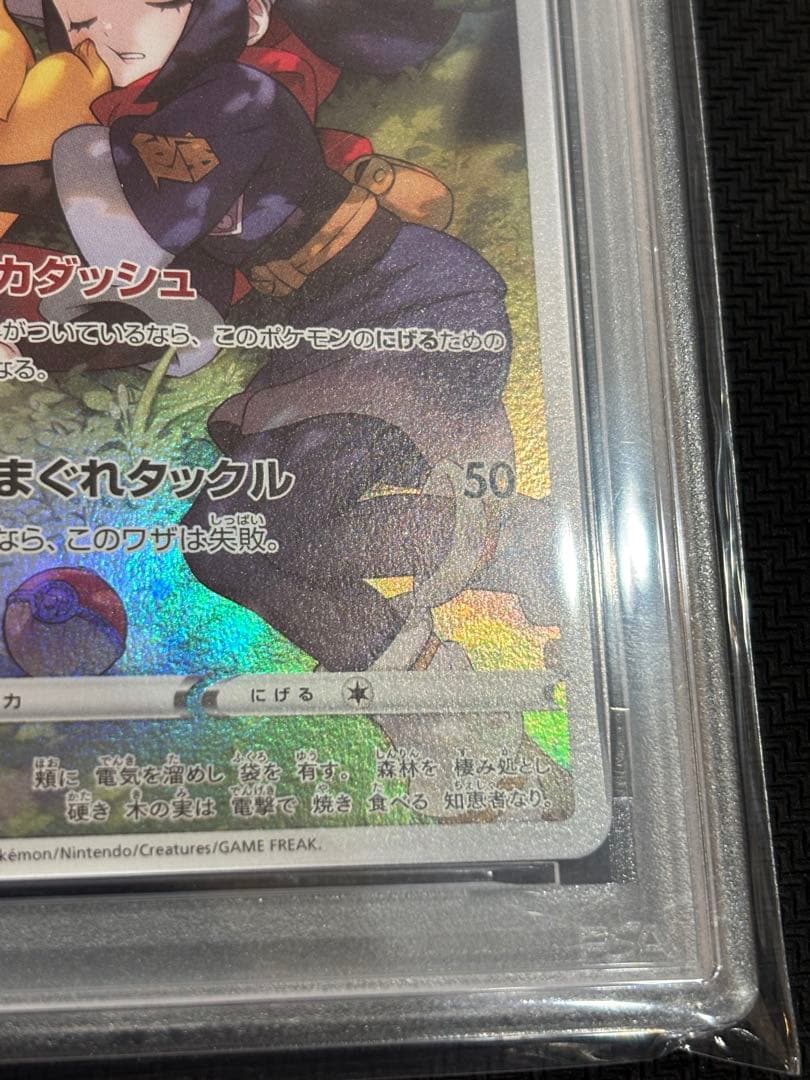 カダッシュ
がついているなら、このポケモンのにげるための
なる。
まぐれタックル 50
なら、このワザは失敗。
カ
にげる
頬に 電気を溜めし 袋を 有す。 森林を 棲み処とし
硬き 木の実は 電撃で 焼き 食べる 知恵者なり。
okémon/Nintendo/Creatures/GAME FREAK.
PSA